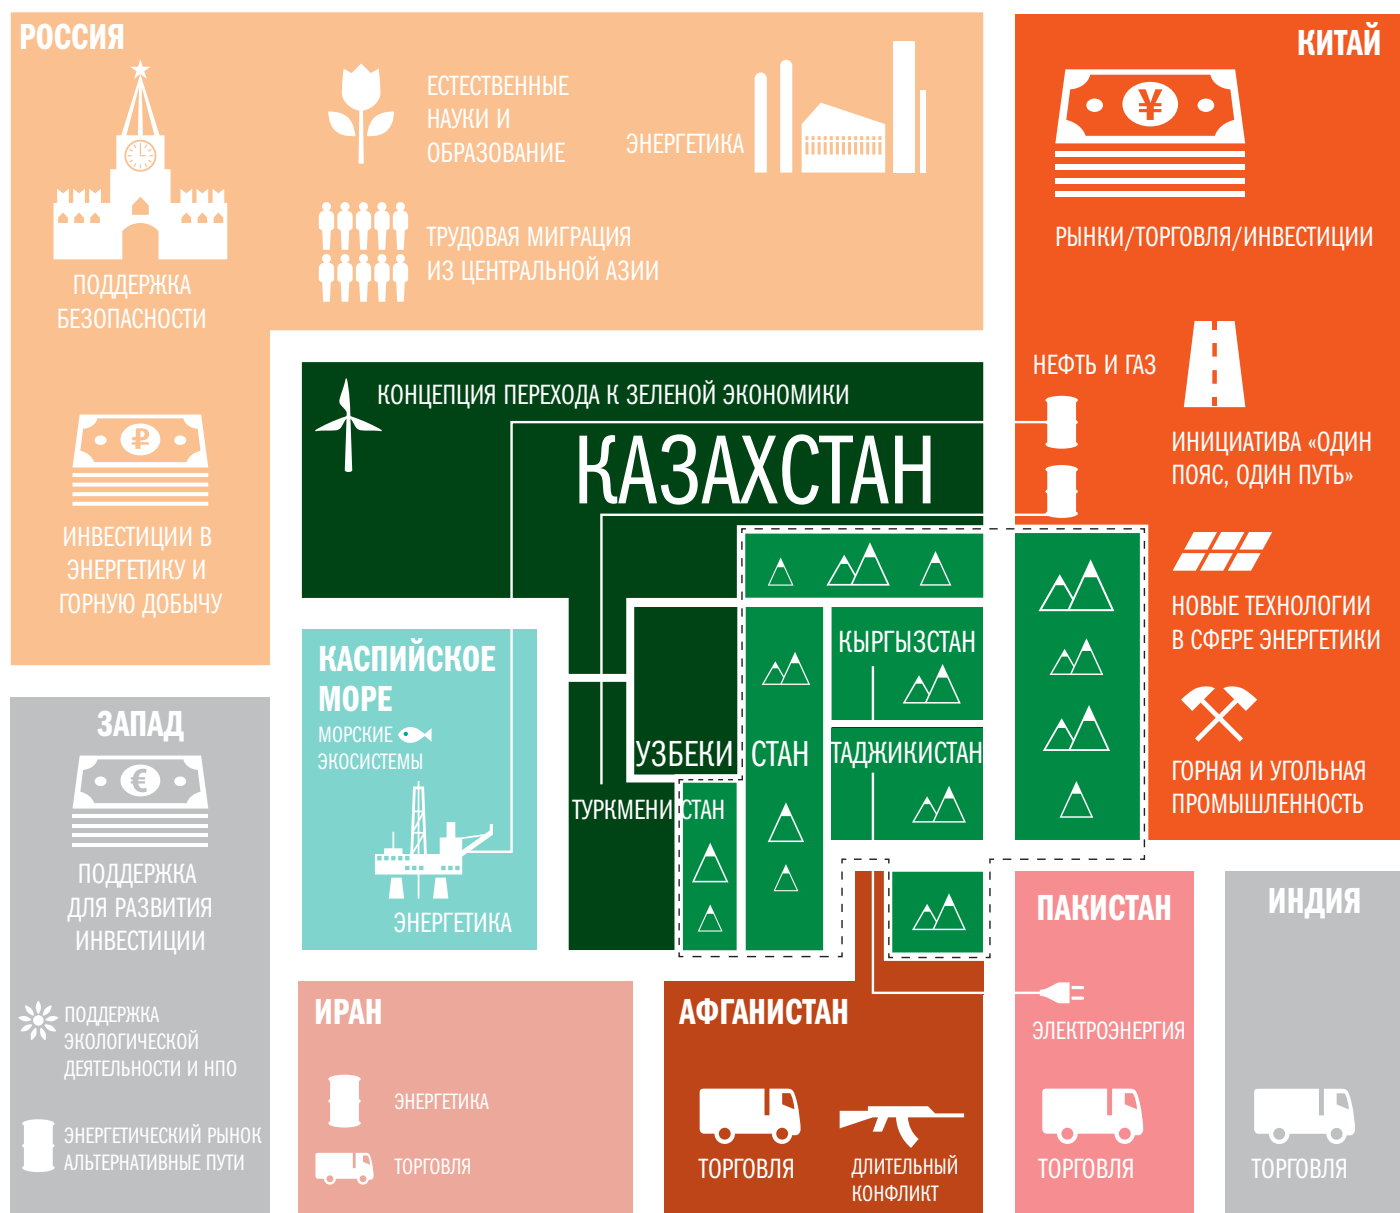 РОССИЯ
ЕСТЕСТВЕННЫЕ
НАУКИ И
ОБРАЗОВАНИЕ
ЭНЕРГЕТИКА
ТРУДОВАЯ МИГРАЦИЯ
ИЗ ЦЕНТРАЛЬНОЙ АЗИИ
ПОДДЕРЖКА
БЕЗОПАСНОСТИ
₽
ИНВЕСТИЦИИ В
ЭНЕРГЕТИКУ И
ГОРНУЮ ДОБЫЧУ
КИТАЙ
¥
РЫНКИ/ТОРГОВЛЯ/ИНВЕСТИЦИИ
НЕФТЬ И ГАЗ
ИНИЦИАТИВА «ОДИН
ПОЯС, ОДИН ПУТЬ»
НОВЫЕ ТЕХНОЛОГИИ
В СФЕРЕ ЭНЕРГЕТИКИ
ГОРНАЯ И УГОЛЬНАЯ
ПРОМЫШЛЕННОСТЬ
КОНЦЕПЦИЯ ПЕРЕХОДА К ЗЕЛЕНОЙ ЭКОНОМИКИ
ҚАЗАХСТАН
КЫРГЫЗСТАН
УЗБЕКИСТАН
ТАДЖИКИСТАН
ТУРКМЕНИСТАН
КАСПИЙСКОЕ
МОРЕ
МОРСКИЕ
ЭКОСИСТЕМЫ
ЭНЕРГЕТИКА
ЗАПАД
€
ПОДДЕРЖКА
ДЛЯ РАЗВИТИЯ
ИНВЕСТИЦИИ
ПОДДЕРЖКА
ЭКОЛОГИЧЕСКОЙ
ДЕЯТЕЛЬНОСТИ И НПО
ЭНЕРГЕТИЧЕСКИЙ РЫНОК
АЛЬТЕРНАТИВНЫЕ ПУТИ
ИРАН
ЭНЕРГЕТИКА
ТОРГОВЛЯ
АФГАНИСТАН
ТОРГОВЛЯ
ДЛИТЕЛЬНЫЙ
КОНФЛИКТ
ПАКИСТАН
ЭЛЕКТРОЭНЕРГИЯ
ТОРГОВЛЯ
ИНДИЯ
ТОРГОВЛЯ